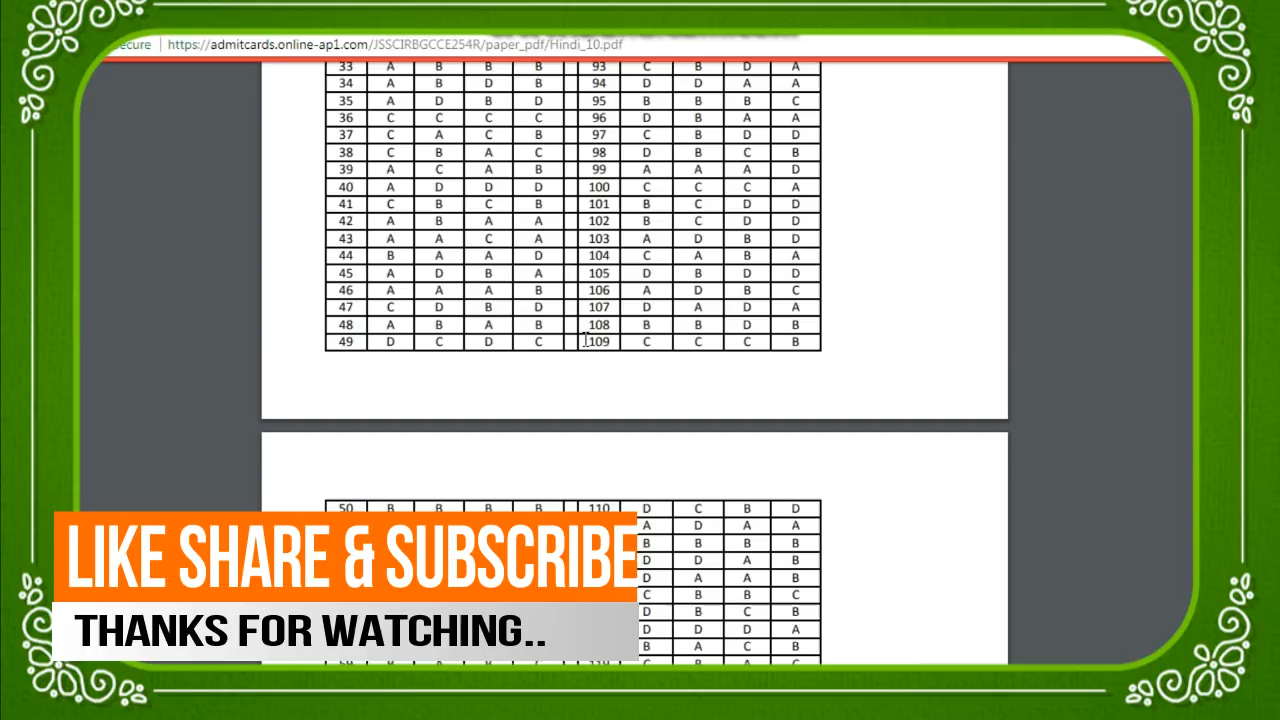 ecure https://admitcards.online-ap1.com/JSSCIRBGCCE254R/paper_pdf/Hindi_10.pdf
33 A B B B 93 C B D A
34 A B D B 94 D D A A
35 A D B D 95 B B B C
36 C C C C 96 D B A A
37 C A C B 97 C B D D
38 C B A C 98 D B C B
39 A C A B 99 A A A D
40 A D D D 100 C C C A
41 C B C B 101 B C D D
42 A B A A 102 B C D D
43 A A C A 103 A D B D
44 B A A D 104 C A B A
45 A D B A 105 D B D D
46 A A A B 106 A D B C
47 C D B D 107 D A D A
48 A B A B 108 B B D B
49 D C D C 109 C C C B
50 B B B B 110 D C B D
A D A A
B B B B
D D A B
D A A B
C B B C
D B C B
D D D A
B A C B
LIKE SHARE & SUBSCRIBE
THANKS FOR WATCHING..